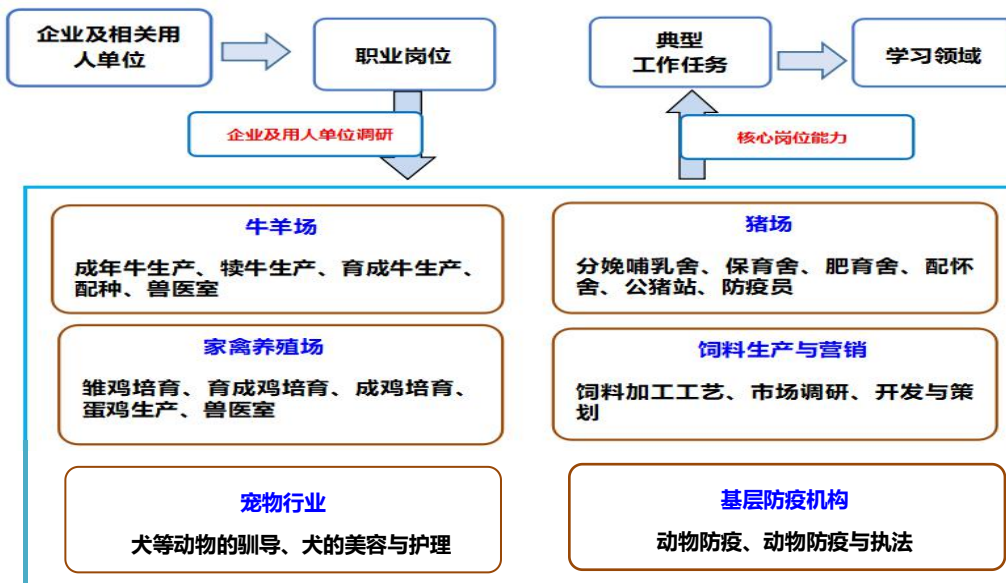 企业及相关用
人单位
职业岗位
典型
工作任务
学习领域
企业及用人单位调研
核心岗位能力
牛羊场
成年牛生产、犊牛生产、育成牛生产、
配种、兽医室
猪场
分娩哺乳舍、保育舍、肥育舍、配怀
舍、公猪站、防疫员
家禽养殖场
雏鸡培育、育成鸡培育、成鸡培育、
蛋鸡生产、兽医室
饲料生产与营销
饲料加工工艺、市场调研、开发与策
划
宠物行业
犬等动物的驯导、犬的美容与护理
基层防疫机构
动物防疫、动物防疫与执法